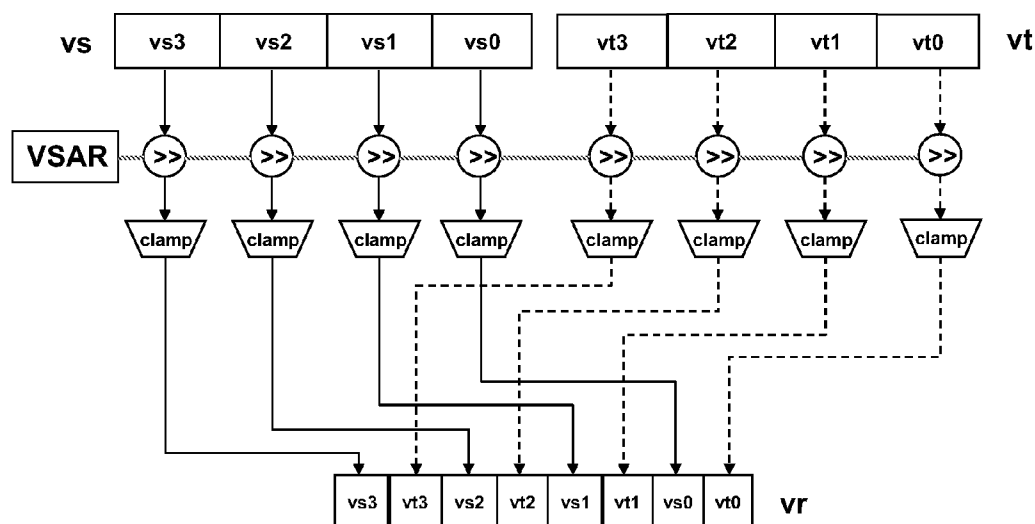 vs vs3 vs2 vs1 vs0 vt3 vt2 vt1 vt0 vt
VSAR >> >> >> >> >> >> >> >>
clamp clamp clamp clamp clamp clamp clamp clamp
vs3 vt3 vs2 vt2 vs1 vt1 vs0 vt0 vr